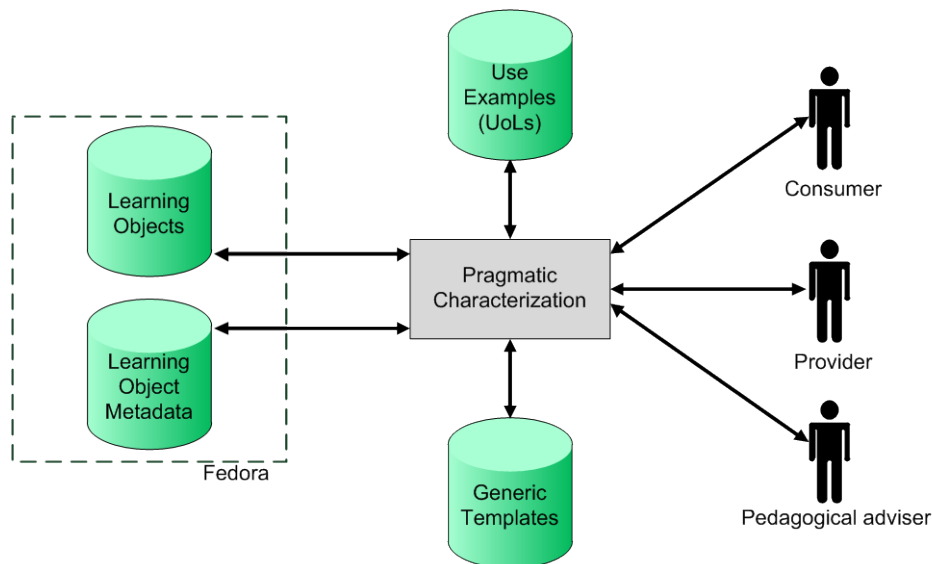 Use
Examples
(UoLs)
Learning
Objects
Learning
Object
Metadata
Fedora
Pragmatic
Characterization
Generic
Templates
Consumer
Provider
Pedagogical adviser